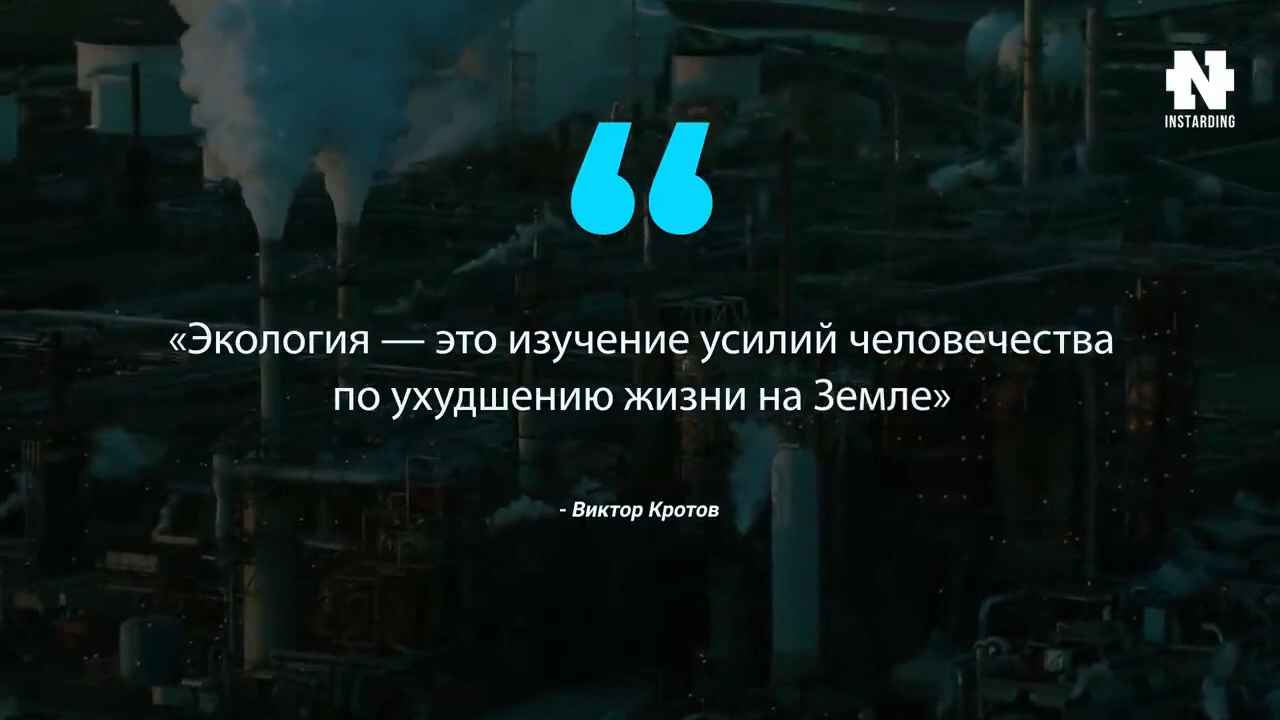 INSTARDING
«Экология — это изучение усилий человечества
по ухудшению жизни на Земле»
- Виктор Кротов